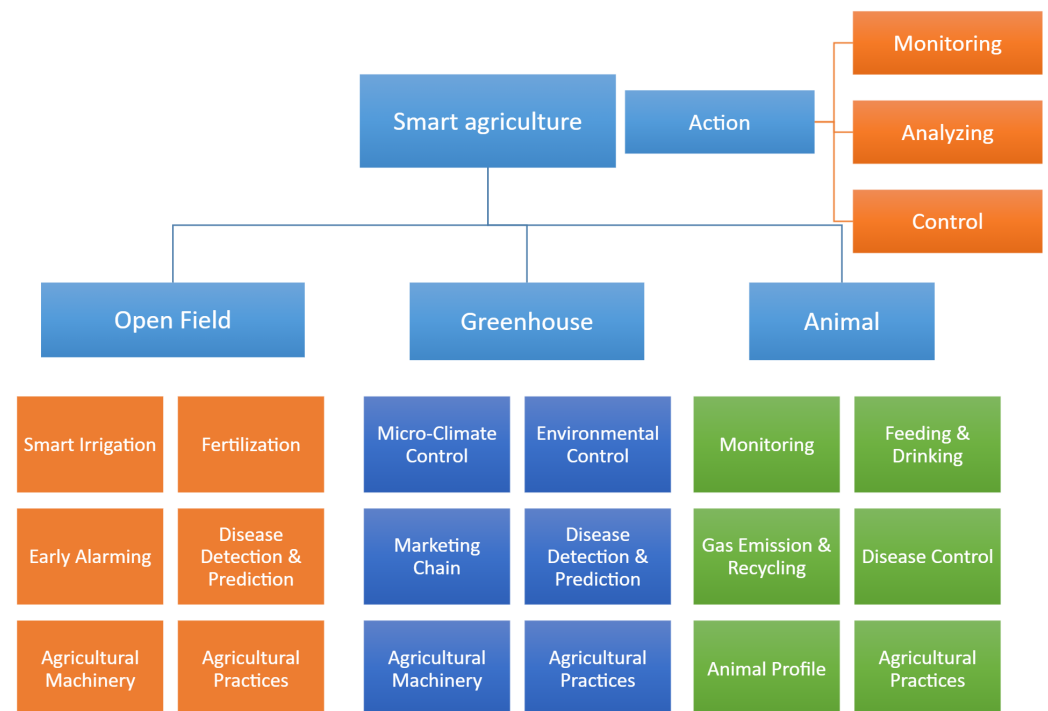 Smart agriculture
Action
Monitoring
Analyzing
Control
Open Field
Greenhouse
Animal
Smart Irrigation
Fertilization
Early Alarming
Disease
Detection &
Prediction
Agricultural
Machinery
Agricultural
Practices
Micro-Climate
Control
Environmental
Control
Marketing
Chain
Disease
Detection &
Prediction
Agricultural
Machinery
Agricultural
Practices
Monitoring
Feeding &
Drinking
Gas Emission &
Recycling
Disease Control
Animal Profile
Agricultural
Practices